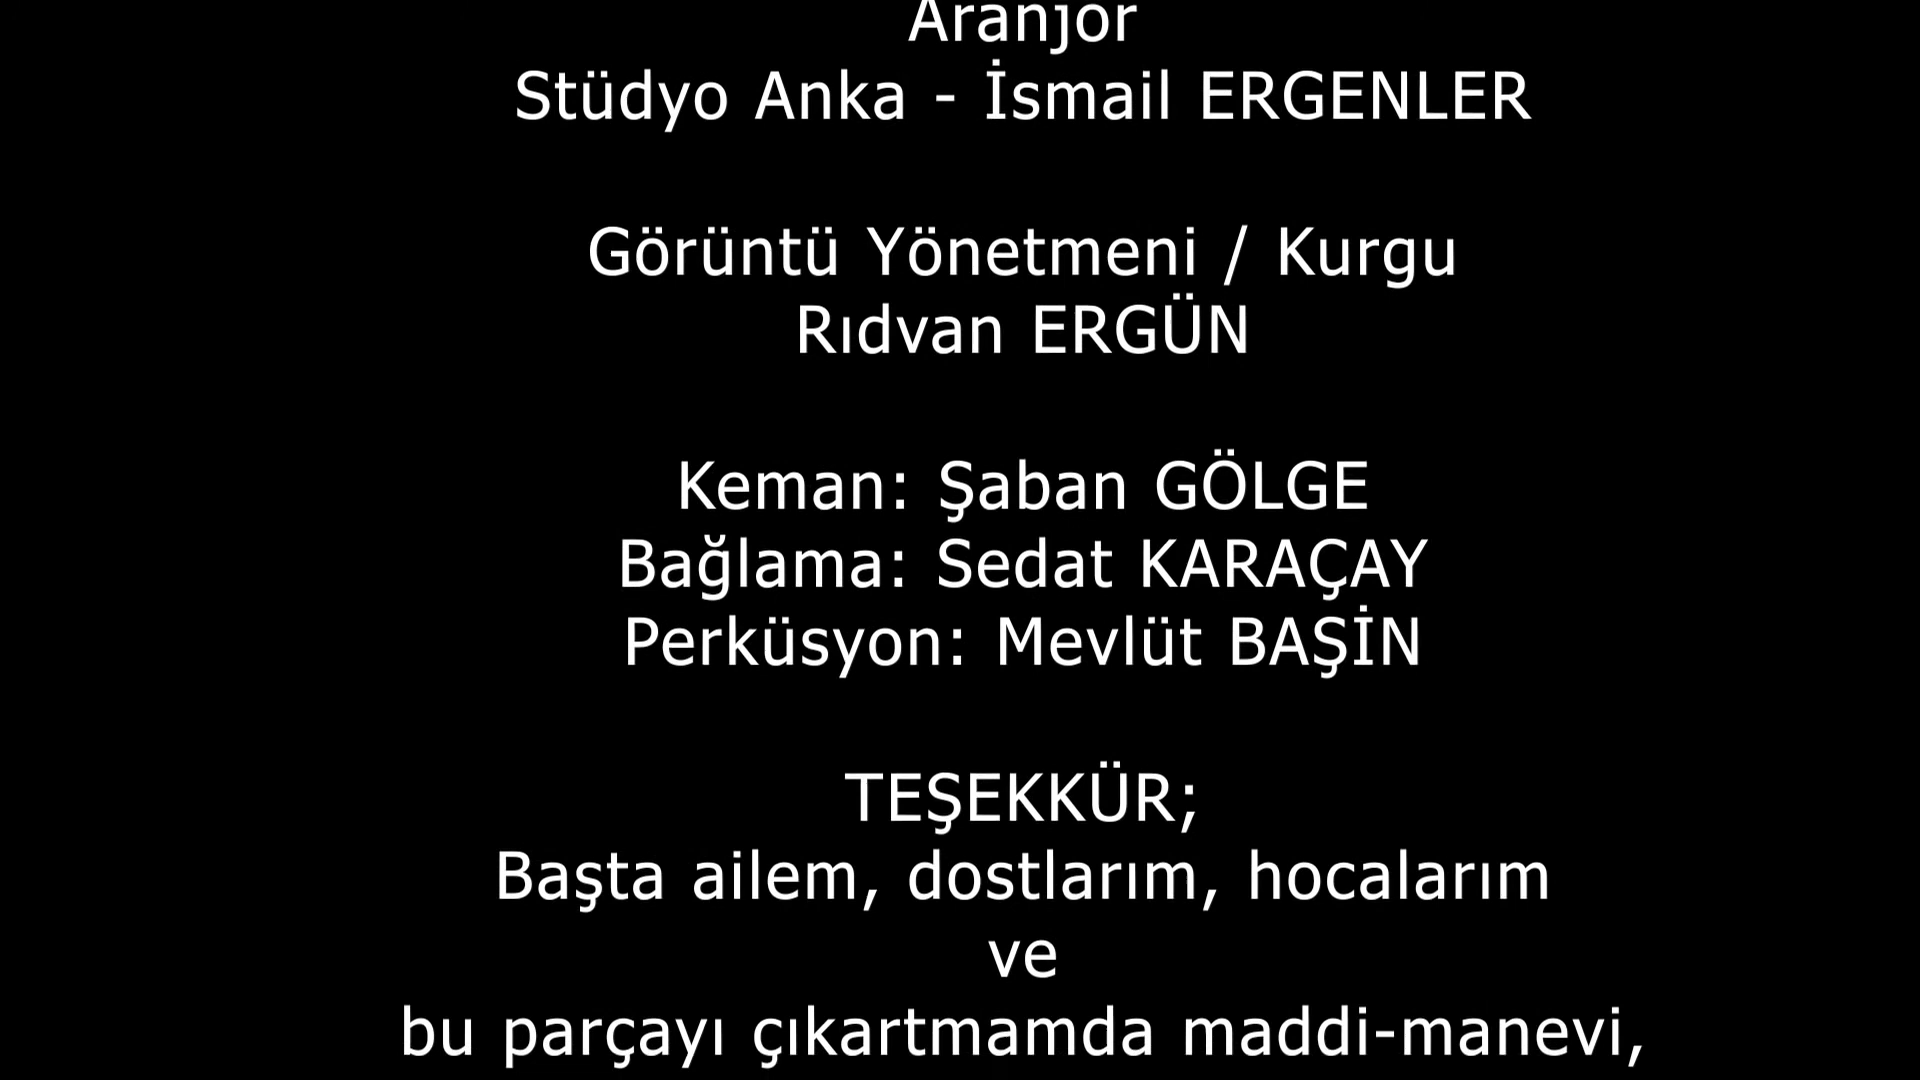 Aranjör
Stüdyo Anka - İsmail ERGENLER
Görüntü Yönetmeni / Kurgu
Rıdvan ERGÜN
Keman: Şaban GÖLGE
Bağlama: Sedat KARAÇAY
Perküsyon: Mevlüt BAŞİN
TEŞEKKÜR;
Başta ailem, dostlarım, hocalarım
ve
bu parçayı çıkartmamda maddi-manevi,